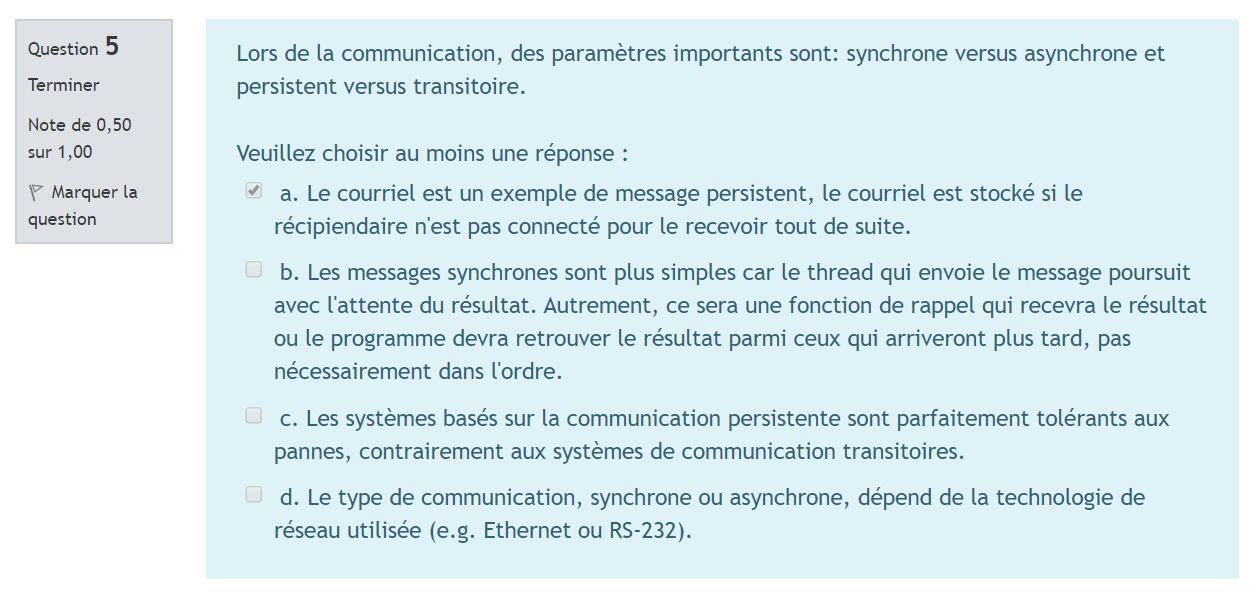 Question 5
Terminer
Note de 0,50
sur 1,00
Marquer la
question
Lors de la communication, des paramètres importants sont: synchrone versus asynchrone et
persistent versus transitoire.
Veuillez choisir au moins une réponse :
a. Le courriel est un exemple de message persistent, le courriel est stocké si le
récipiendaire n'est pas connecté pour le recevoir tout de suite.
b. Les messages synchrones sont plus simples car le thread qui envoie le message poursuit
avec l'attente du résultat. Autrement, ce sera une fonction de rappel qui recevra le résultat
ou le programme devra retrouver le résultat parmi ceux qui arriveront plus tard, pas
nécessairement dans l'ordre.
c. Les systèmes basés sur la communication persistente sont parfaitement tolérants aux
pannes, contrairement aux systèmes de communication transitoires.
d. Le type de communication, synchrone ou asynchrone, dépend de la technologie de
réseau utilisée (e.g. Ethernet ou RS-232).